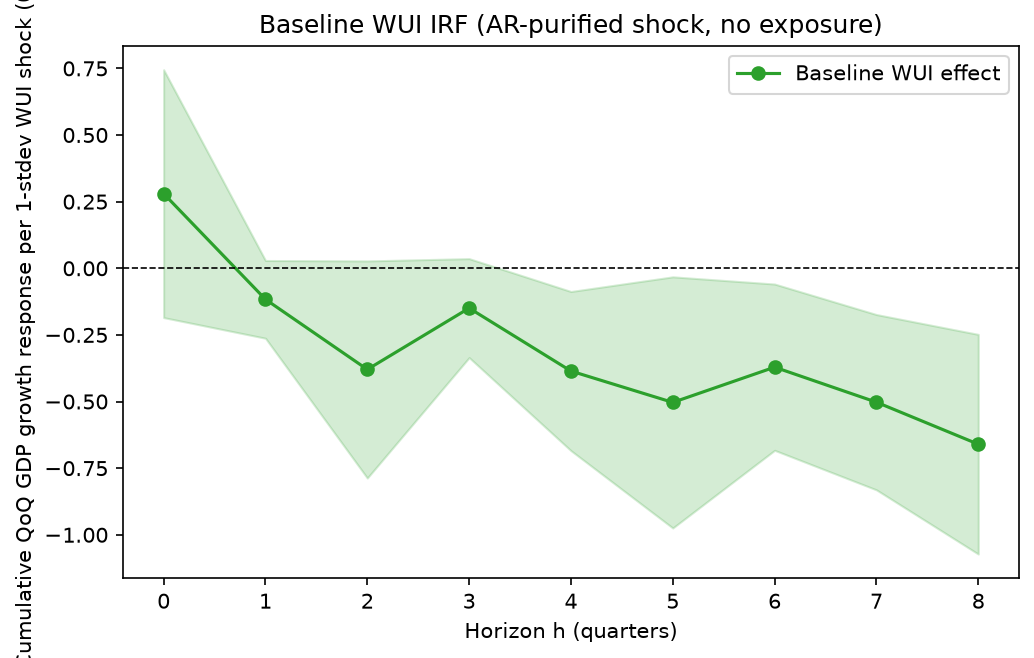 Baseline WUI IRF (AR-purified shock, no exposure)
Baseline WUI effect
Cumulative QoQ GDP growth response per 1-stdev WUI shock (
0.75
0.50
0.25
0.00
−0.25
−0.50
−0.75
−1.00
0 1 2 3 4 5 6 7 8
Horizon h (quarters)